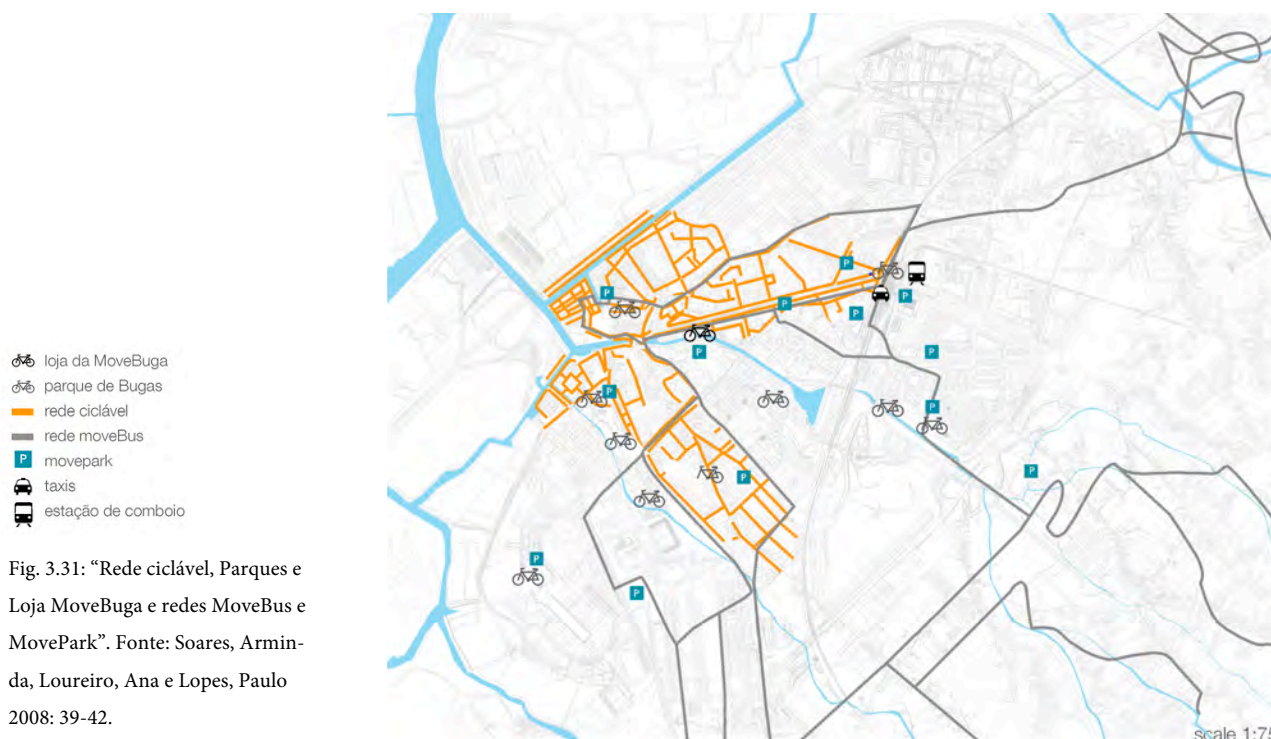 loja da MoveBuga
parque de Bugas
rede ciclável
rede moveBus
P movepark
taxis
estação de comboio
Fig. 3.31: “Rede ciclável, Parques e
Loja MoveBuga e redes MoveBus e
MovePark”. Fonte: Soares, Armin-
da, Loureiro, Ana e Lopes, Paulo
2008: 39-42.
P
P
P
P
P
P
P
P
P
P
P
P
P
scale 1:75